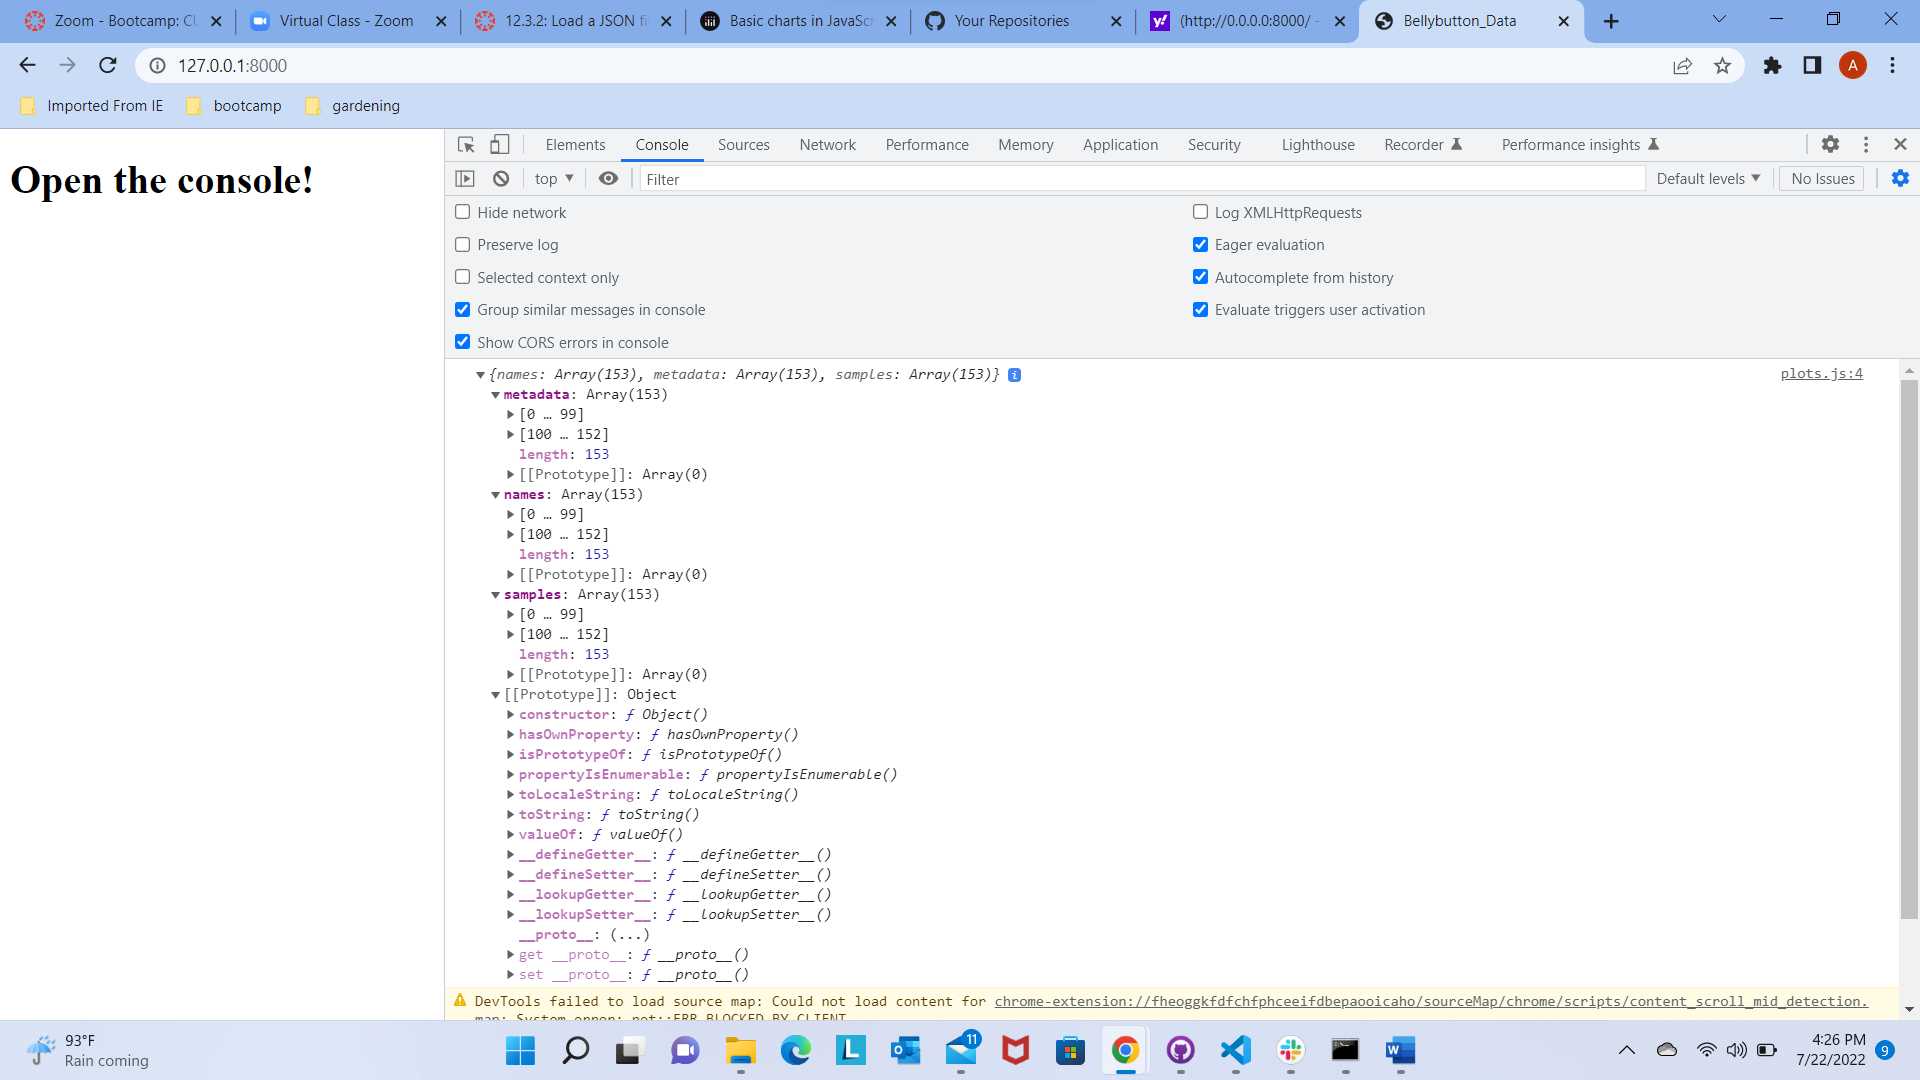 Zoom - Bootcamp: CU
Virtual Class - Zoom
12.3.2: Load a JSON fi
Basic charts in JavaScr
Your Repositories
(http://0.0.0.0:8000/ -
Bellybutton_Data
127.0.0.1:8000
A
Imported From IE
bootcamp
gardening
Open the console!
Elements
Console
Sources
Network
Performance
Memory
Application
Security
Lighthouse
Recorder
Performance insights
top
Filter
Default levels
No Issues
Hide network
Log XMLHttpRequests
Preserve log
Eager evaluation
Selected context only
Autocomplete from history
Group similar messages in console
Evaluate triggers user activation
Show CORS errors in console
{names: Array(153), metadata: Array(153), samples: Array(153)} i
plots.js:4
metadata: Array(153)
[0 … 99]
[100 … 152]
length: 153
[[Prototype]]: Array(0)
names: Array(153)
[0 … 99]
[100 … 152]
length: 153
[[Prototype]]: Array(0)
samples: Array(153)
[0 … 99]
[100 … 152]
length: 153
[[Prototype]]: Array(0)
[[Prototype]]: Object
constructor: ƒ Object()
hasOwnProperty: ƒ hasOwnProperty()
isPrototypeOf: ƒ isPrototypeOf()
propertyIsEnumerable: ƒ propertyIsEnumerable()
toLocaleString: ƒ toLocaleString()
toString: ƒ toString()
valueOf: ƒ valueOf()
__defineGetter__: ƒ __defineGetter__()
__defineSetter__: ƒ __defineSetter__()
__lookupGetter__: ƒ __lookupGetter__()
__lookupSetter__: ƒ __lookupSetter__()
__proto__: (...)
get __proto__: ƒ __proto__()
set __proto__: ƒ __proto__()
DevTools failed to load source map: Could not load content for chrome-extension://fheoggkfdfchfphceeifdbepaooicaho/sourceMap/chrome/scripts/content_scroll_mid_detection.
map: System error: net::ERR_BLOCKED_BY_CLIENT
93°F
Rain coming
11
4:26 PM
7/22/2022
9